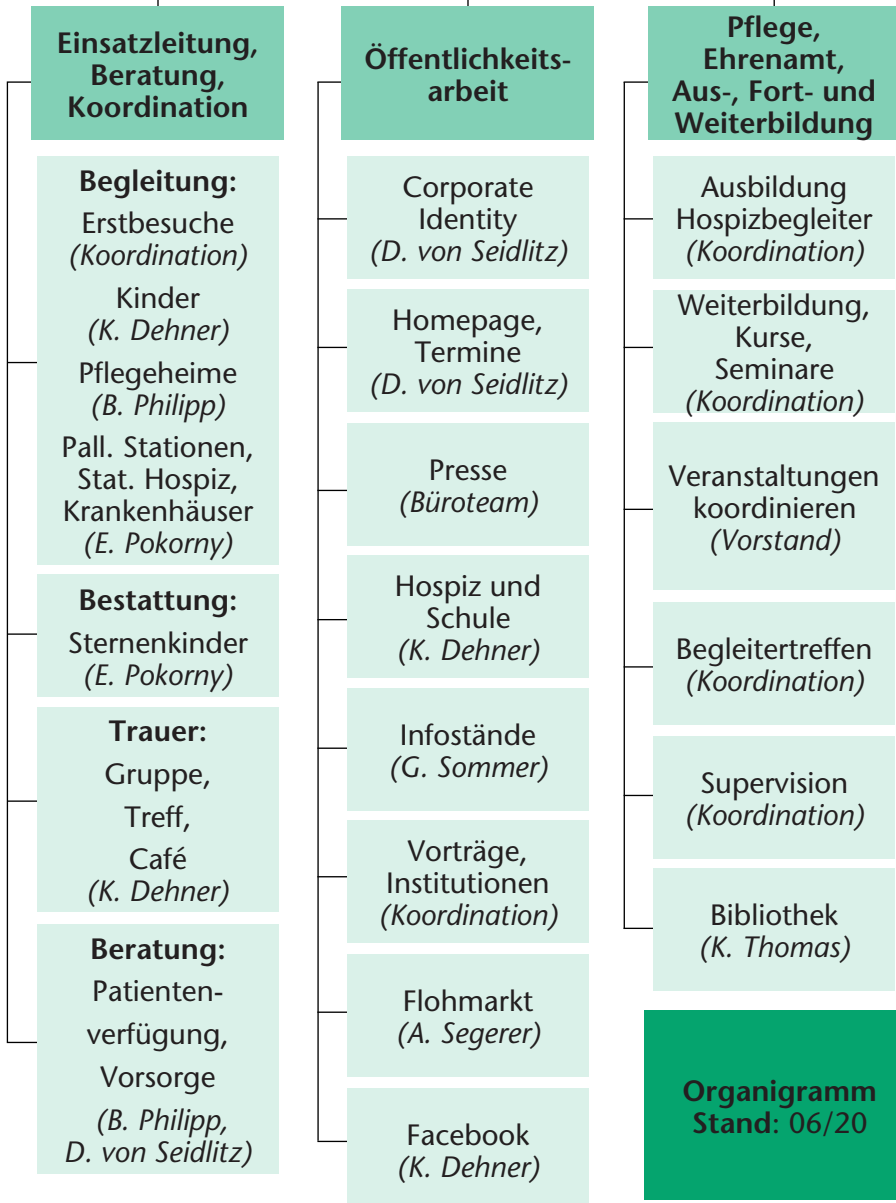 Einsatzleitung,
Beratung,
Koordination
Begleitung:
Erstbesuche
(Koordination)
Kinder
(K. Dehner)
Pflegeheime
(B. Philipp)
Pall. Stationen,
Stat. Hospiz,
Krankenhäuser
(E. Pokorny)
Bestattung:
Sternenkinder
(E. Pokorny)
Trauer:
Gruppe,
Treff,
Café
(K. Dehner)
Beratung:
Patienten-
verfügung,
Vorsorge
(B. Philipp,
D. von Seidlitz)
Öffentlichkeits-
arbeit
Corporate
Identity
(D. von Seidlitz)
Homepage,
Termine
(D. von Seidlitz)
Presse
(Büroteam)
Hospiz und
Schule
(K. Dehner)
Infostände
(G. Sommer)
Vorträge,
Institutionen
(Koordination)
Flohmarkt
(A. Segerer)
Facebook
(K. Dehner)
Pflege,
Ehrenamt,
Aus-, Fort- und
Weiterbildung
Ausbildung
Hospizbegleiter
(Koordination)
Weiterbildung,
Kurse,
Seminare
(Koordination)
Veranstaltungen
koordinieren
(Vorstand)
Begleitertreffen
(Koordination)
Supervision
(Koordination)
Bibliothek
(K. Thomas)
Organigramm
Stand: 06/20